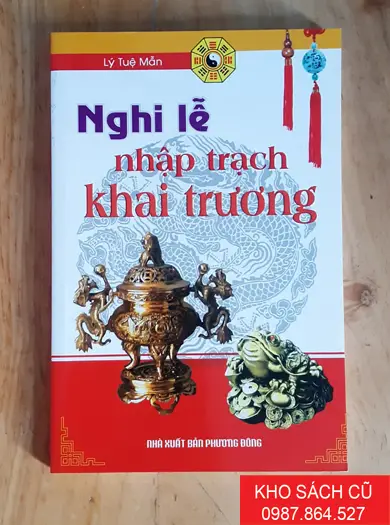 Lý Tuệ Mẫn
Nghi lễ
nhập trạch
khai trương
NHÀ XUẤT BẢN PHƯƠNG ĐÔNG
KHO SÁCH CŨ
0987.864.527